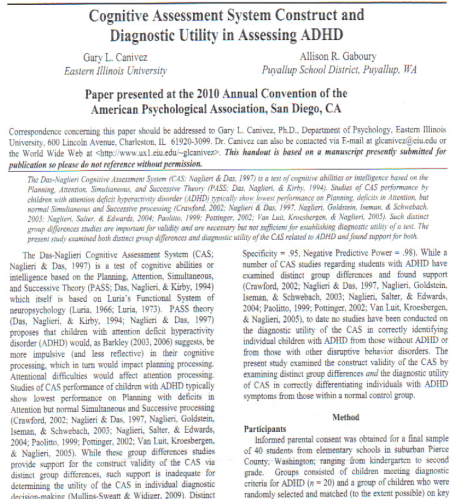 Cognitive Assessment System Construct and
Diagnostic Utility in Assessing ADHD
Gary L. Canivez
Eastern Illinois University
Allison R. Gaboury
Puyallup School District, Puyallup, WA
Paper presented at the 2010 Annual Convention of the
American Psychological Association, San Diego, CA
Correspondence concerning this paper should be addressed to Gary L. Canivez, Ph.D., Department of Psychology, Eastern Illinois
University, 600 Lincoln Avenue, Charleston, IL 61920-3099. Dr. Canivez can also be contacted via E-mail at glcanivez@eiu.edu or
the World Wide Web at <http://www.ux1.eiu.edu/~glcanivez>. This handout is based on a manuscript presently submitted for
publication so please do not reference without permission.
The Das-Naglieri Cognitive Assessment System (CAS; Naglieri & Das, 1997) is a test of cognitive abilities or intelligence based on the
Planning, Attention, Simultaneous, and Successive Theory (PASS; Das, Naglieri, & Kirby, 1994). Studies of CAS performance by
children with attention deficit hyperactivity disorder (ADHD) typically show lowest performance on Planning, deficits in Attention, but
normal Simultaneous and Successive processing (Crawford, 2002; Naglieri & Das, 1997, Naglieri, Goldstein, Iseman, & Schwebach,
2003; Naglieri, Salter, & Edwards, 2004; Paolitto, 1999; Pottinger, 2002; Van Luit, Kroesbergen, & Naglieri, 2005). Such distinct
group differences studies are important for validity and are necessary but not sufficient for establishing diagnostic utility of a test. The
present study examined both distinct group differences and diagnostic utility of the CAS related to ADHD and found support for both.
The Das-Naglieri Cognitive Assessment System (CAS;
Naglieri & Das, 1997) is a test of cognitive abilities or
intelligence based on the Planning, Attention, Simultaneous,
and Successive Theory (PASS; Das, Naglieri, & Kirby, 1994)
which itself is based on Luria's Functional System of
neuropsychology (Luria, 1966; Luria, 1973). PASS theory
(Das, Naglieri, & Kirby, 1994; Naglieri & Das, 1997)
proposes that children with attention deficit hyperactivity
disorder (ADHD) would, as Barkley (2003, 2006) suggests, be
more impulsive (and less reflective) in their cognitive
processing, which in turn would impact planning processing.
Attentional difficulties would affect attention processing.
Studies of CAS performance of children with ADHD typically
show lowest performance on Planning with deficits in
Attention but normal Simultaneous and Successive processing
(Crawford, 2002; Naglieri & Das, 1997, Naglieri, Goldstein,
Iseman, & Schwebach, 2003; Naglieri, Salter, & Edwards,
2004; Paolitto, 1999; Pottinger, 2002; Van Luit, Kroesbergen,
& Naglieri, 2005). While these group differences studies
provide support for the construct validity of the CAS via
distinct group differences, such support is inadequate for
determining the utility of the CAS in individual diagnostic
decision-making (Mullins-Sweatt & Widiger, 2009). Distinct
Specificity = .95, Negative Predictive Power = .98). While a
number of CAS studies regarding students with ADHD have
examined distinct group differences and found support
(Crawford, 2002; Naglieri & Das, 1997, Naglieri, Goldstein,
Iseman, & Schwebach, 2003; Naglieri, Salter, & Edwards,
2004; Paolitto, 1999; Pottinger, 2002; Van Luit, Kroesbergen,
& Naglieri, 2005), to date no studies have been conducted on
the diagnostic utility of the CAS in correctly identifying
individual children with ADHD from those without ADHD or
from those with other disruptive behavior disorders. The
present study examined the construct validity of the CAS by
examining distinct group differences and the diagnostic utility
of CAS in correctly differentiating individuals with ADHD
symptoms from those within a normal control group.
Method
Participants
Informed parental consent was obtained for a final sample
of 40 students from elementary schools in suburban Pierce
County, Washington; ranging from kindergarten to second
grade. Groups consisted of children meeting diagnostic
criteria for ADHD (n = 20) and a group of children who were
randomly selected and matched (to the extent possible) on key